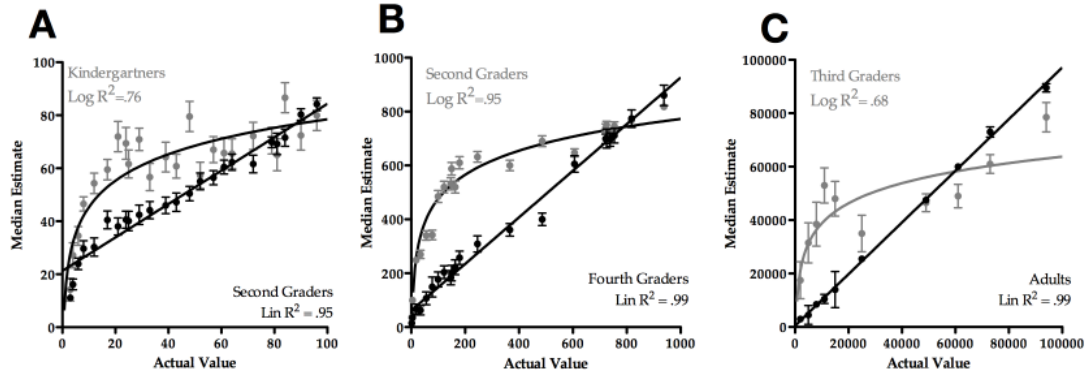 A
Kindergartners
Log R²=.76
Second Graders
Lin R² = .95
Median Estimate
100
80
60
40
20
0
0 20 40 60 80 100
Actual Value
B
Second Graders
Log R²=.95
Fourth Graders
Lin R² = .99
Median Estimate
1000
800
600
400
200
0
0 200 400 600 800 1000
Actual Value
C
Third Graders
Log R² = .68
Adults
Lin R² = .99
Median Estimate
100000
80000
60000
40000
20000
0
0 20000 40000 60000 80000 100000
Actual Value